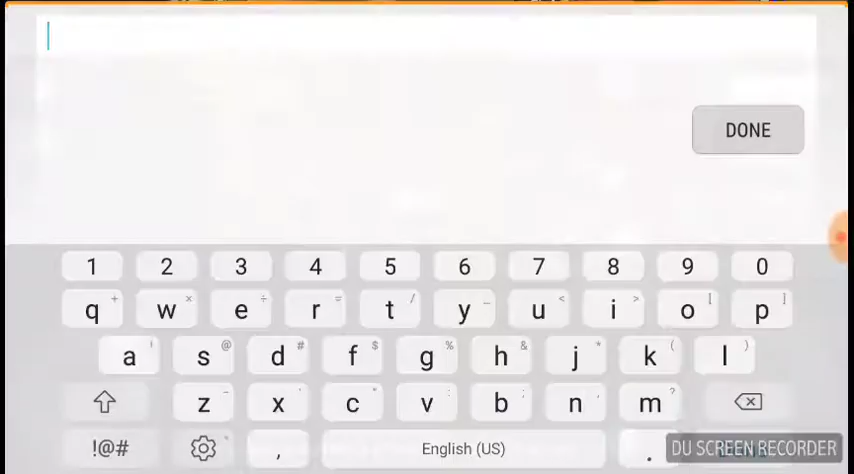 DONE
1 2 3 4 5 6 7 8 9 0
q + w × e ÷ r = t / y _ u < i > o [ p ]
a ! s @ d # f $ g % h & j * k ( l )
z - x ' c " v : b ; n , m ?
!@# , English (US) . DU SCREEN RECORDER